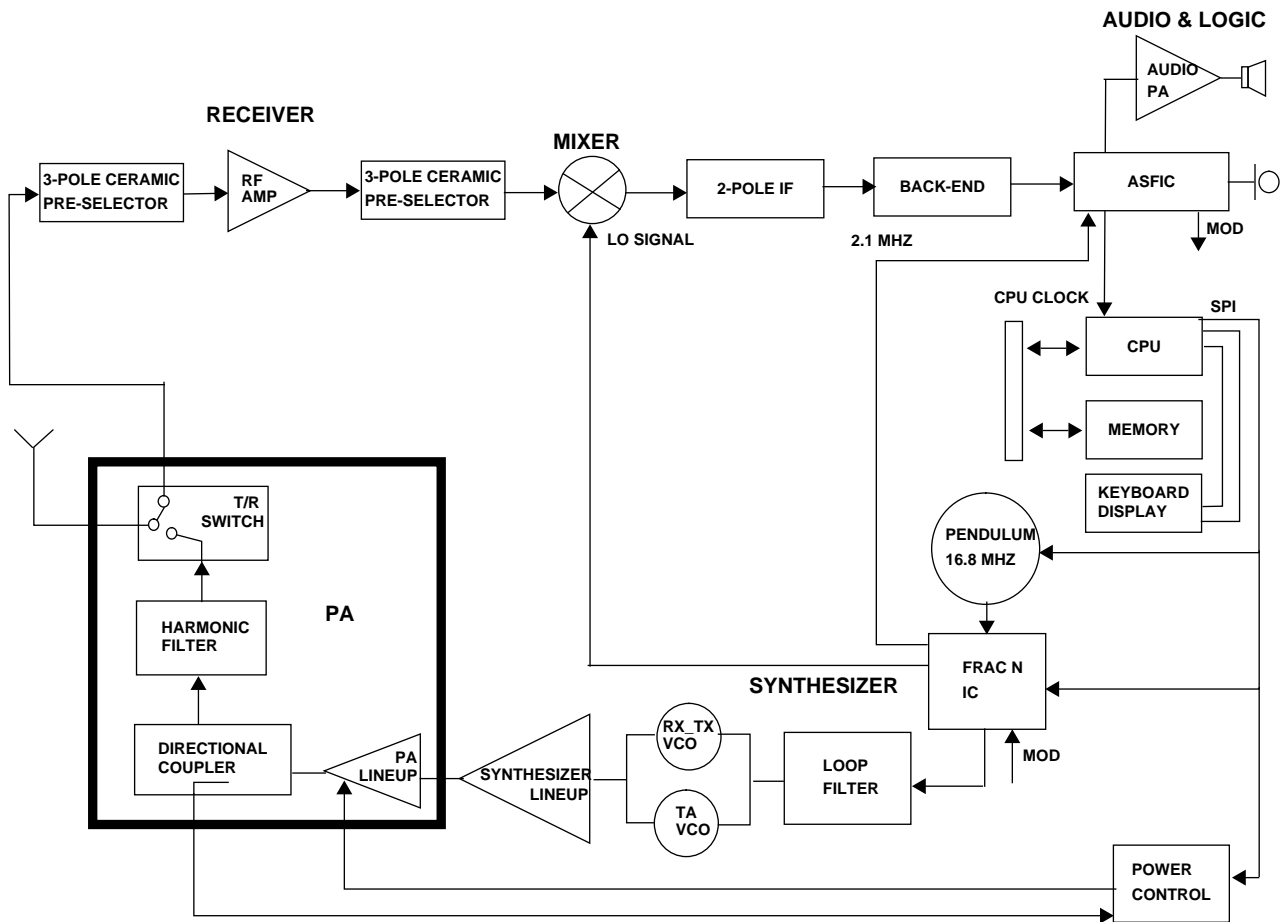 AUDIO & LOGIC
AUDIO
PA
RECEIVER
MIXER
3-POLE CERAMIC
PRE-SELECTOR
RF
AMP
3-POLE CERAMIC
PRE-SELECTOR
2-POLE IF
BACK-END
ASFIC
LO SIGNAL
2.1 MHZ
MOD
CPU CLOCK
SPI
CPU
MEMORY
KEYBOARD
DISPLAY
T/R
SWITCH
PENDULUM
16.8 MHZ
PA
HARMONIC
FILTER
FRAC N
IC
SYNTHESIZER
RX_TX
VCO
MOD
DIRECTIONAL
COUPLER
PA
LINEUP
SYNTHESIZER
LINEUP
LOOP
FILTER
TA
VCO
POWER
CONTROL